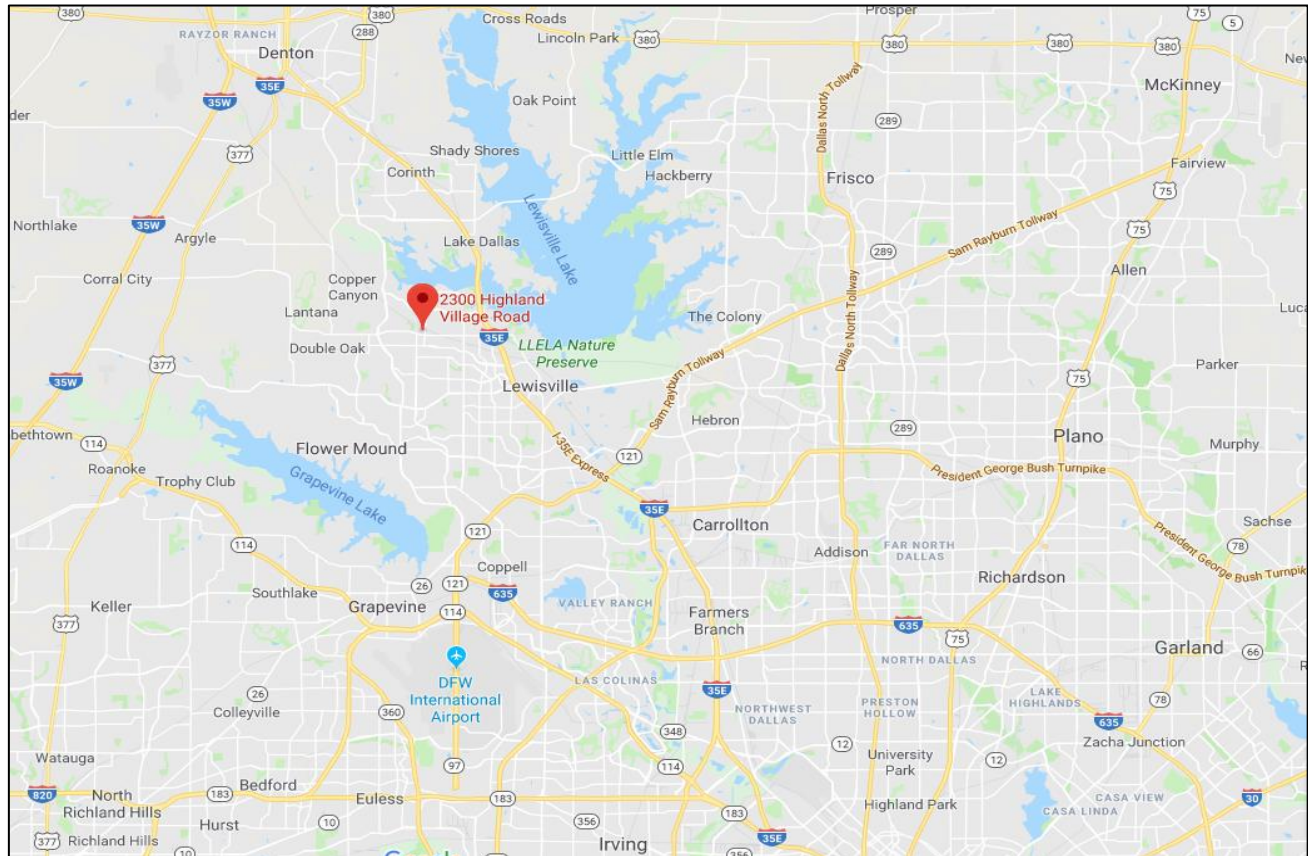 380
380
Cross Roads
Prosper
75
5
RAYZOR RANCH
288
Lincoln Park
380
380
380
380
Denton
35E
McKinney
35W
Oak Point
289
377
Shady Shores
Little Elm
Dallas North Tollway
Corinth
Hackberry
Frisco
Fairview
75
Northlake
35W
Argyle
Lake Dallas
Lewisville Lake
Sam Rayburn Tollway
75
289
Corral City
Copper
Canyon
Allen
2300 Highland
Village Road
Lantana
The Colony
35E
Double Oak
LLELA Nature
Preserve
Dallas North Tollway
377
Parker
35W
Lewisville
Sam Rayburn Tollway
75
Hebron
289
Plano
114
Flower Mound
I-35E Express
121
Murphy
Roanoke
Trophy Club
Grapevine Lake
President George Bush Turnpike
35E
Carrollton
Sachse
121
114
Addison
FAR NORTH
DALLAS
78
President George Bush Turnpike
Coppell
Richardson
26
121
635
Southlake
VALLEY RANCH
Keller
Grapevine
114
Farmers
Branch
635
377
75
Garland
66
DFW
International
Airport
NORTH DALLAS
LAS COLINAS
35E
26
Colleyville
360
NORTHWEST
DALLAS
PRESTON
HOLLOW
LAKE
HIGHLANDS
78
635
348
12
Zacha Junction
Watauga
97
114
University
Park
12
820
North
Richland Hills
Bedford
183
Euless
183
183
Highland Park
CASA VIEW
CASA LINDA
30
Hurst
10
356
35E
377
Richland Hills
10
Irving
356